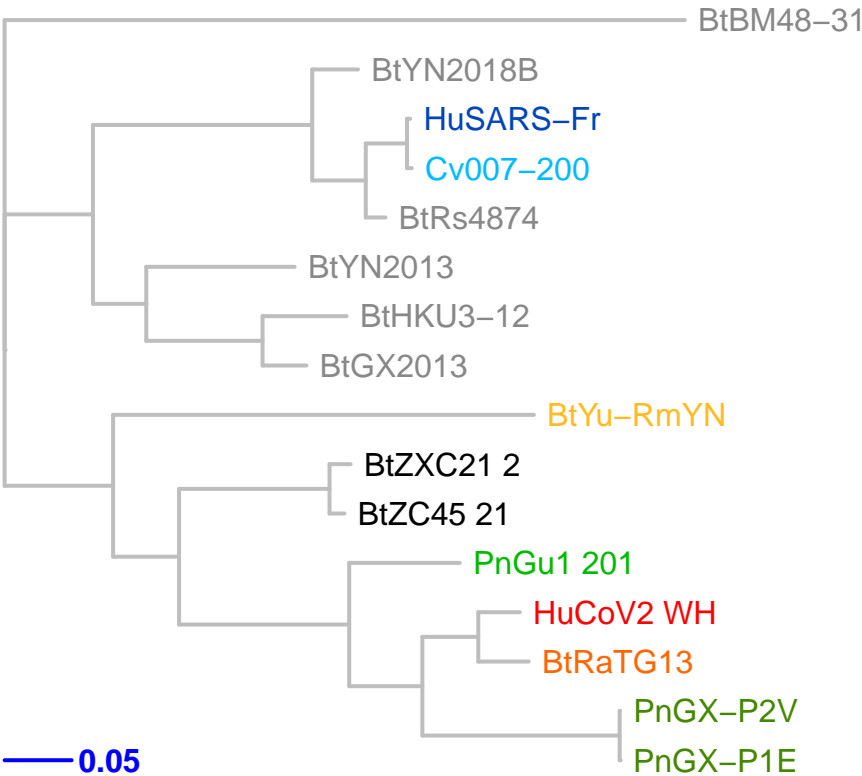 BtBM48−31
BtYN2018B
HuSARS−Fr
Cv007−200
BtRs4874
BtYN2013
BtHKU3−12
BtGX2013
BtYu−RmYN
BtZXC21 2
BtZC45 21
PnGu1 201
HuCoV2 WH
BtRaTG13
PnGX−P2V
PnGX−P1E
0.05